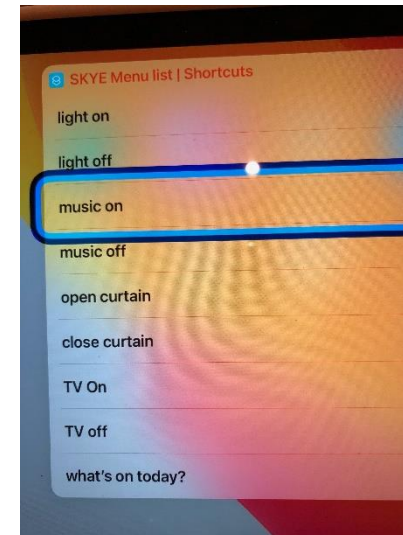 SKYE Menu list | Shortcuts
light on
light off
music on
music off
open curtain
close curtain
TV On
TV off
what's on today?